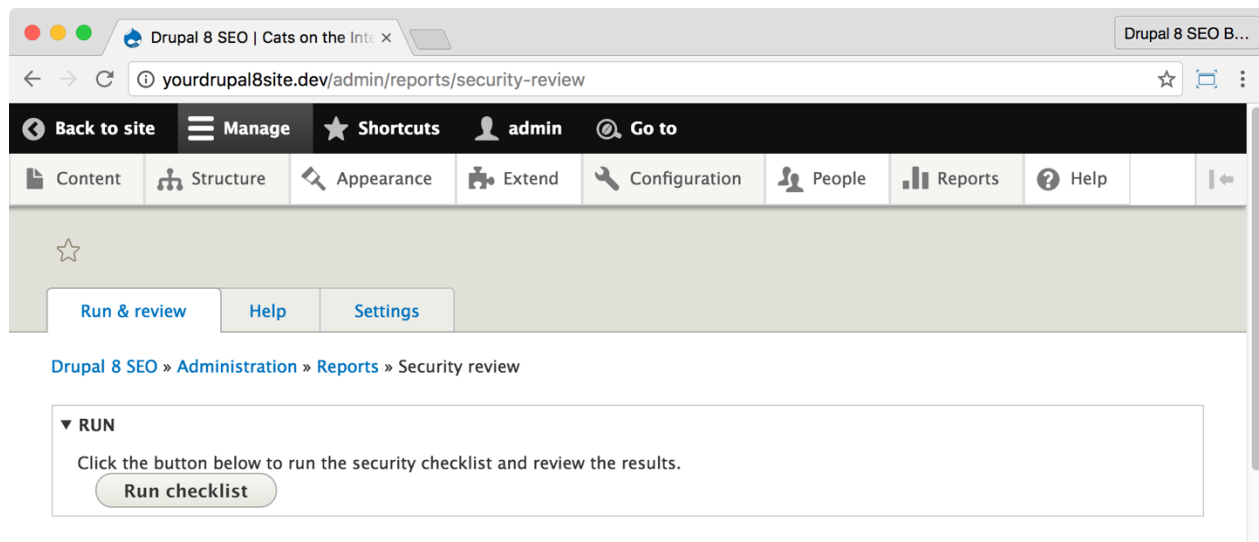 Drupal 8 SEO | Cats on the Inte
Drupal 8 SEO B...
yourdrupal8site.dev/admin/reports/security-review
Back to site Manage Shortcuts admin Go to
Content Structure Appearance Extend Configuration People Reports Help
Run & review Help Settings
Drupal 8 SEO » Administration » Reports » Security review
▼ RUN
Click the button below to run the security checklist and review the results.
Run checklist